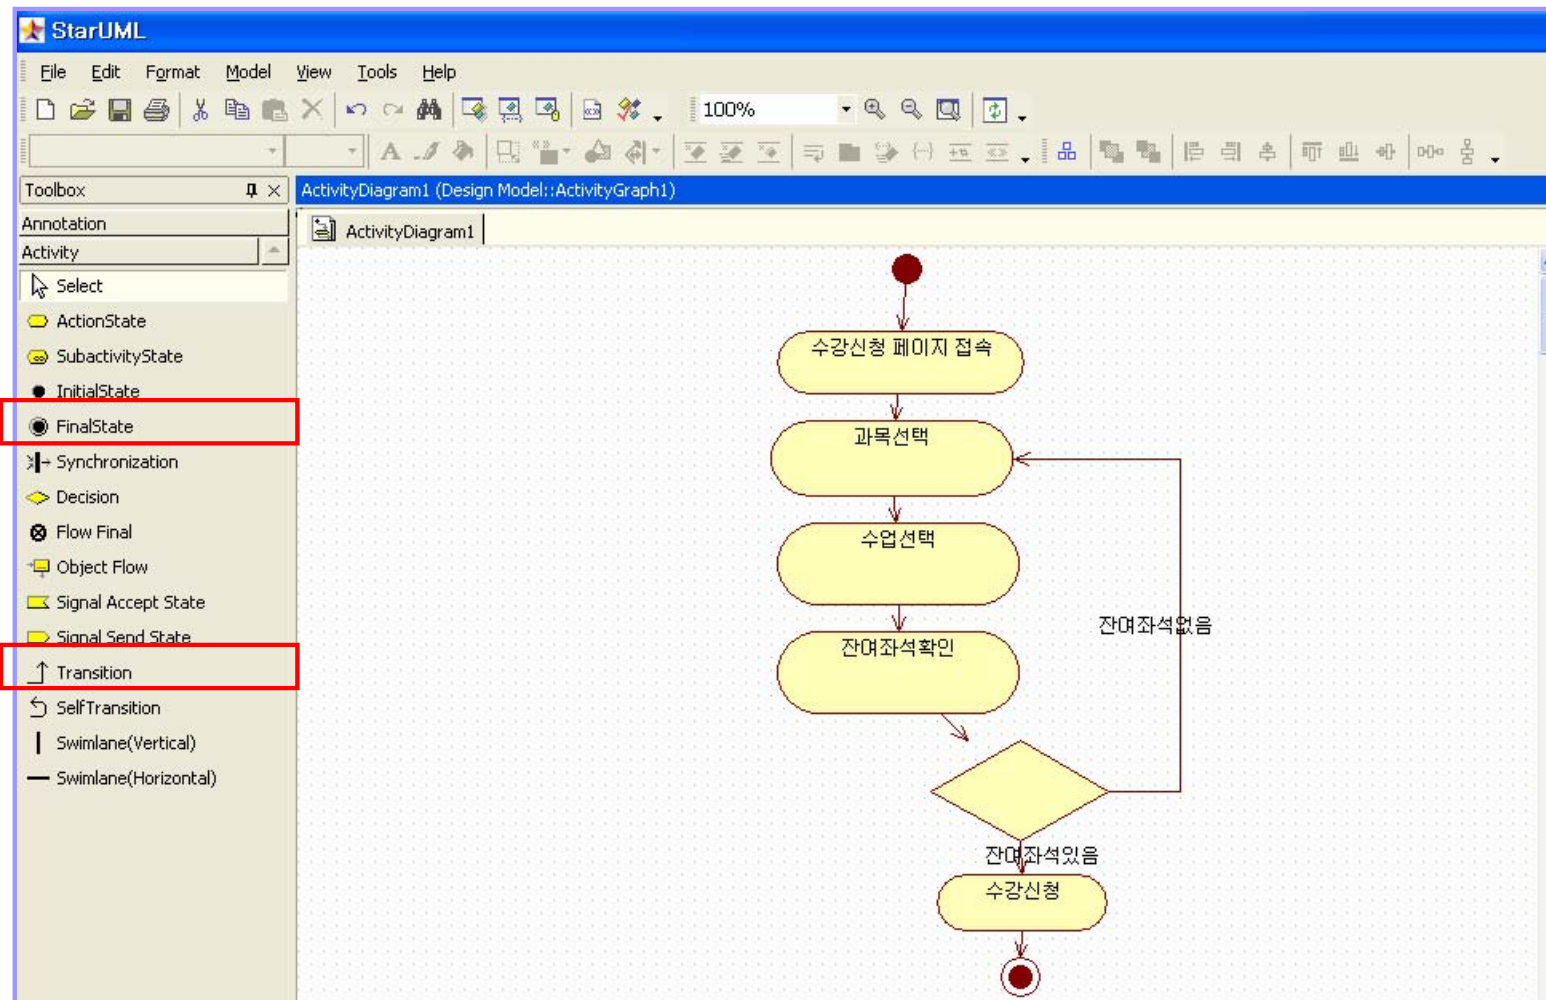 StarUML
File Edit Format Model View Tools Help
100%
Toolbox
ActivityDiagram1 (Design Model::ActivityGraph1)
Annotation
ActivityDiagram1
Activity
Select
ActionState
SubactivityState
InitialState
FinalState
Synchronization
Decision
Flow Final
Object Flow
Signal Accept State
Signal Send State
Transition
SelfTransition
Swimlane(Vertical)
Swimlane(Horizontal)
수강신청 페이지 접속
과목선택
수업선택
잔여좌석없음
잔여좌석확인
잔여좌석있음
수강신청